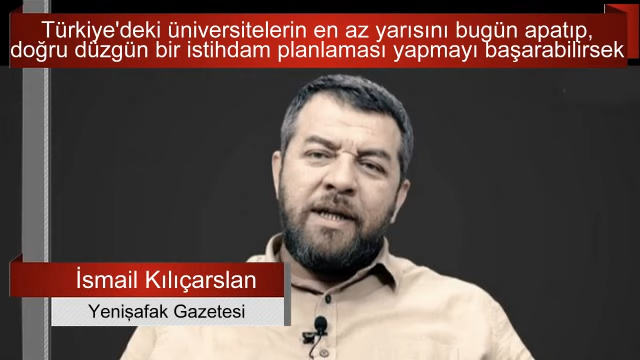 Türkiye'deki üniversitelerin en az yarısını bugün apatıp,
doğru düzgün bir istihdam planlaması yapmayı başarabilirsek
İsmail Kılıçarslan
Yenişafak Gazetesi